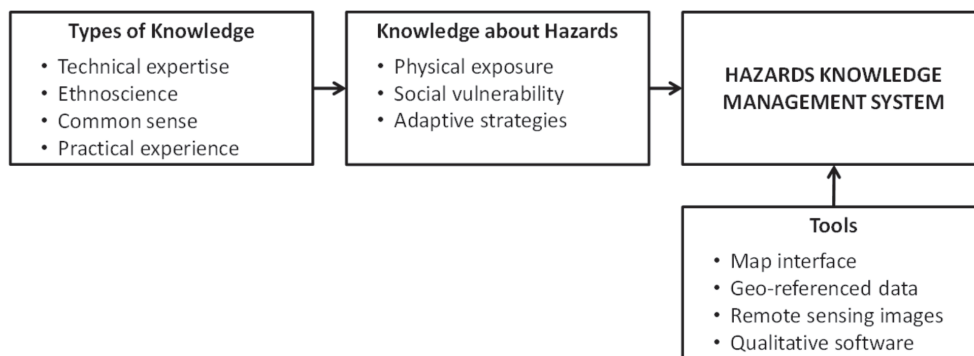 Types of Knowledge
• Technical expertise
• Ethnoscience
• Common sense
• Practical experience
Knowledge about Hazards
• Physical exposure
• Social vulnerability
• Adaptive strategies
HAZARDS KNOWLEDGE
MANAGEMENT SYSTEM
Tools
• Map interface
• Geo-referenced data
• Remote sensing images
• Qualitative software